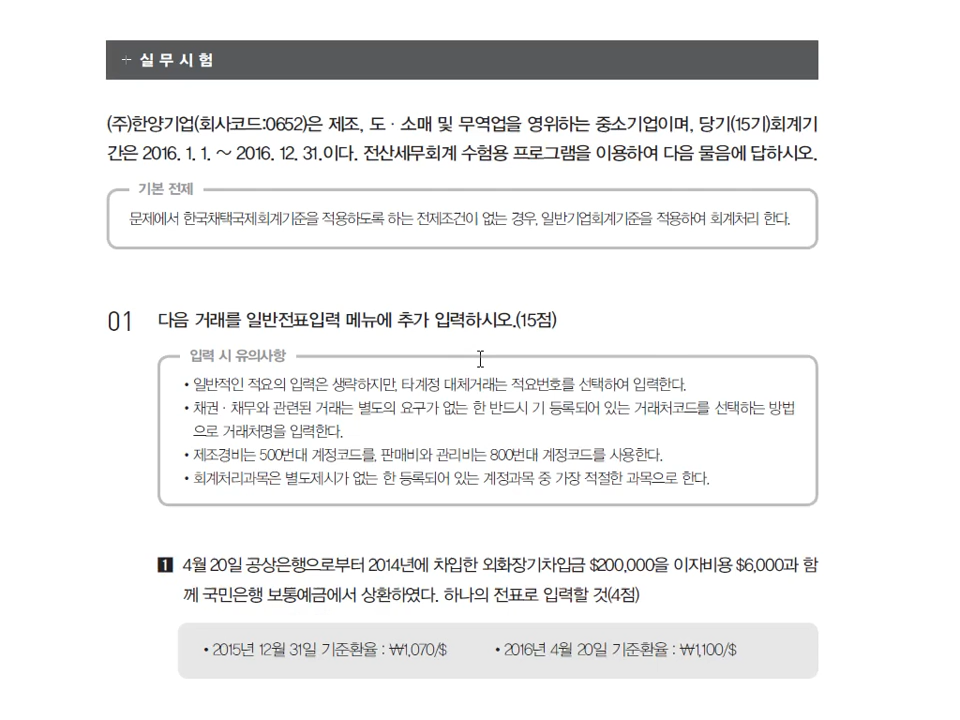 + 실 무 시 험
(주)한양기업(회사코드:0652)은 제조, 도·소매 및 무역업을 영위하는 중소기업이며, 당기(15기)회계기
간은 2016. 1. 1. ~ 2016. 12. 31.이다. 전산세무회계 수험용 프로그램을 이용하여 다음 물음에 답하시오.
기본 전제
문제에서 한국채택국제회계기준을 적용하도록 하는 전제조건이 없는 경우, 일반기업회계기준을 적용하여 회계처리 한다.
01 다음 거래를 일반전표입력 메뉴에 추가 입력하시오.(15점)
입력 시 유의사항
• 일반적인 적요의 입력은 생략하지만, 타계정 대체거래는 적요번호를 선택하여 입력한다.
• 채권·채무와 관련된 거래는 별도의 요구가 없는 한 반드시 기 등록되어 있는 거래처코드를 선택하는 방법
으로 거래처명을 입력한다.
• 제조경비는 500번대 계정코드를, 판매비와 관리비는 800번대 계정코드를 사용한다.
• 회계처리과목은 별도제시가 없는 한 등록되어 있는 계정과목 중 가장 적절한 과목으로 한다.
1 4월 20일 공상은행으로부터 2014년에 차입한 외화장기차입금 $200,000을 이자비용 $6,000과 함
께 국민은행 보통예금에서 상환하였다. 하나의 전표로 입력할 것(4점)
• 2015년 12월 31일 기준환율 : ₩1,070/$ • 2016년 4월 20일 기준환율 : ₩1,100/$